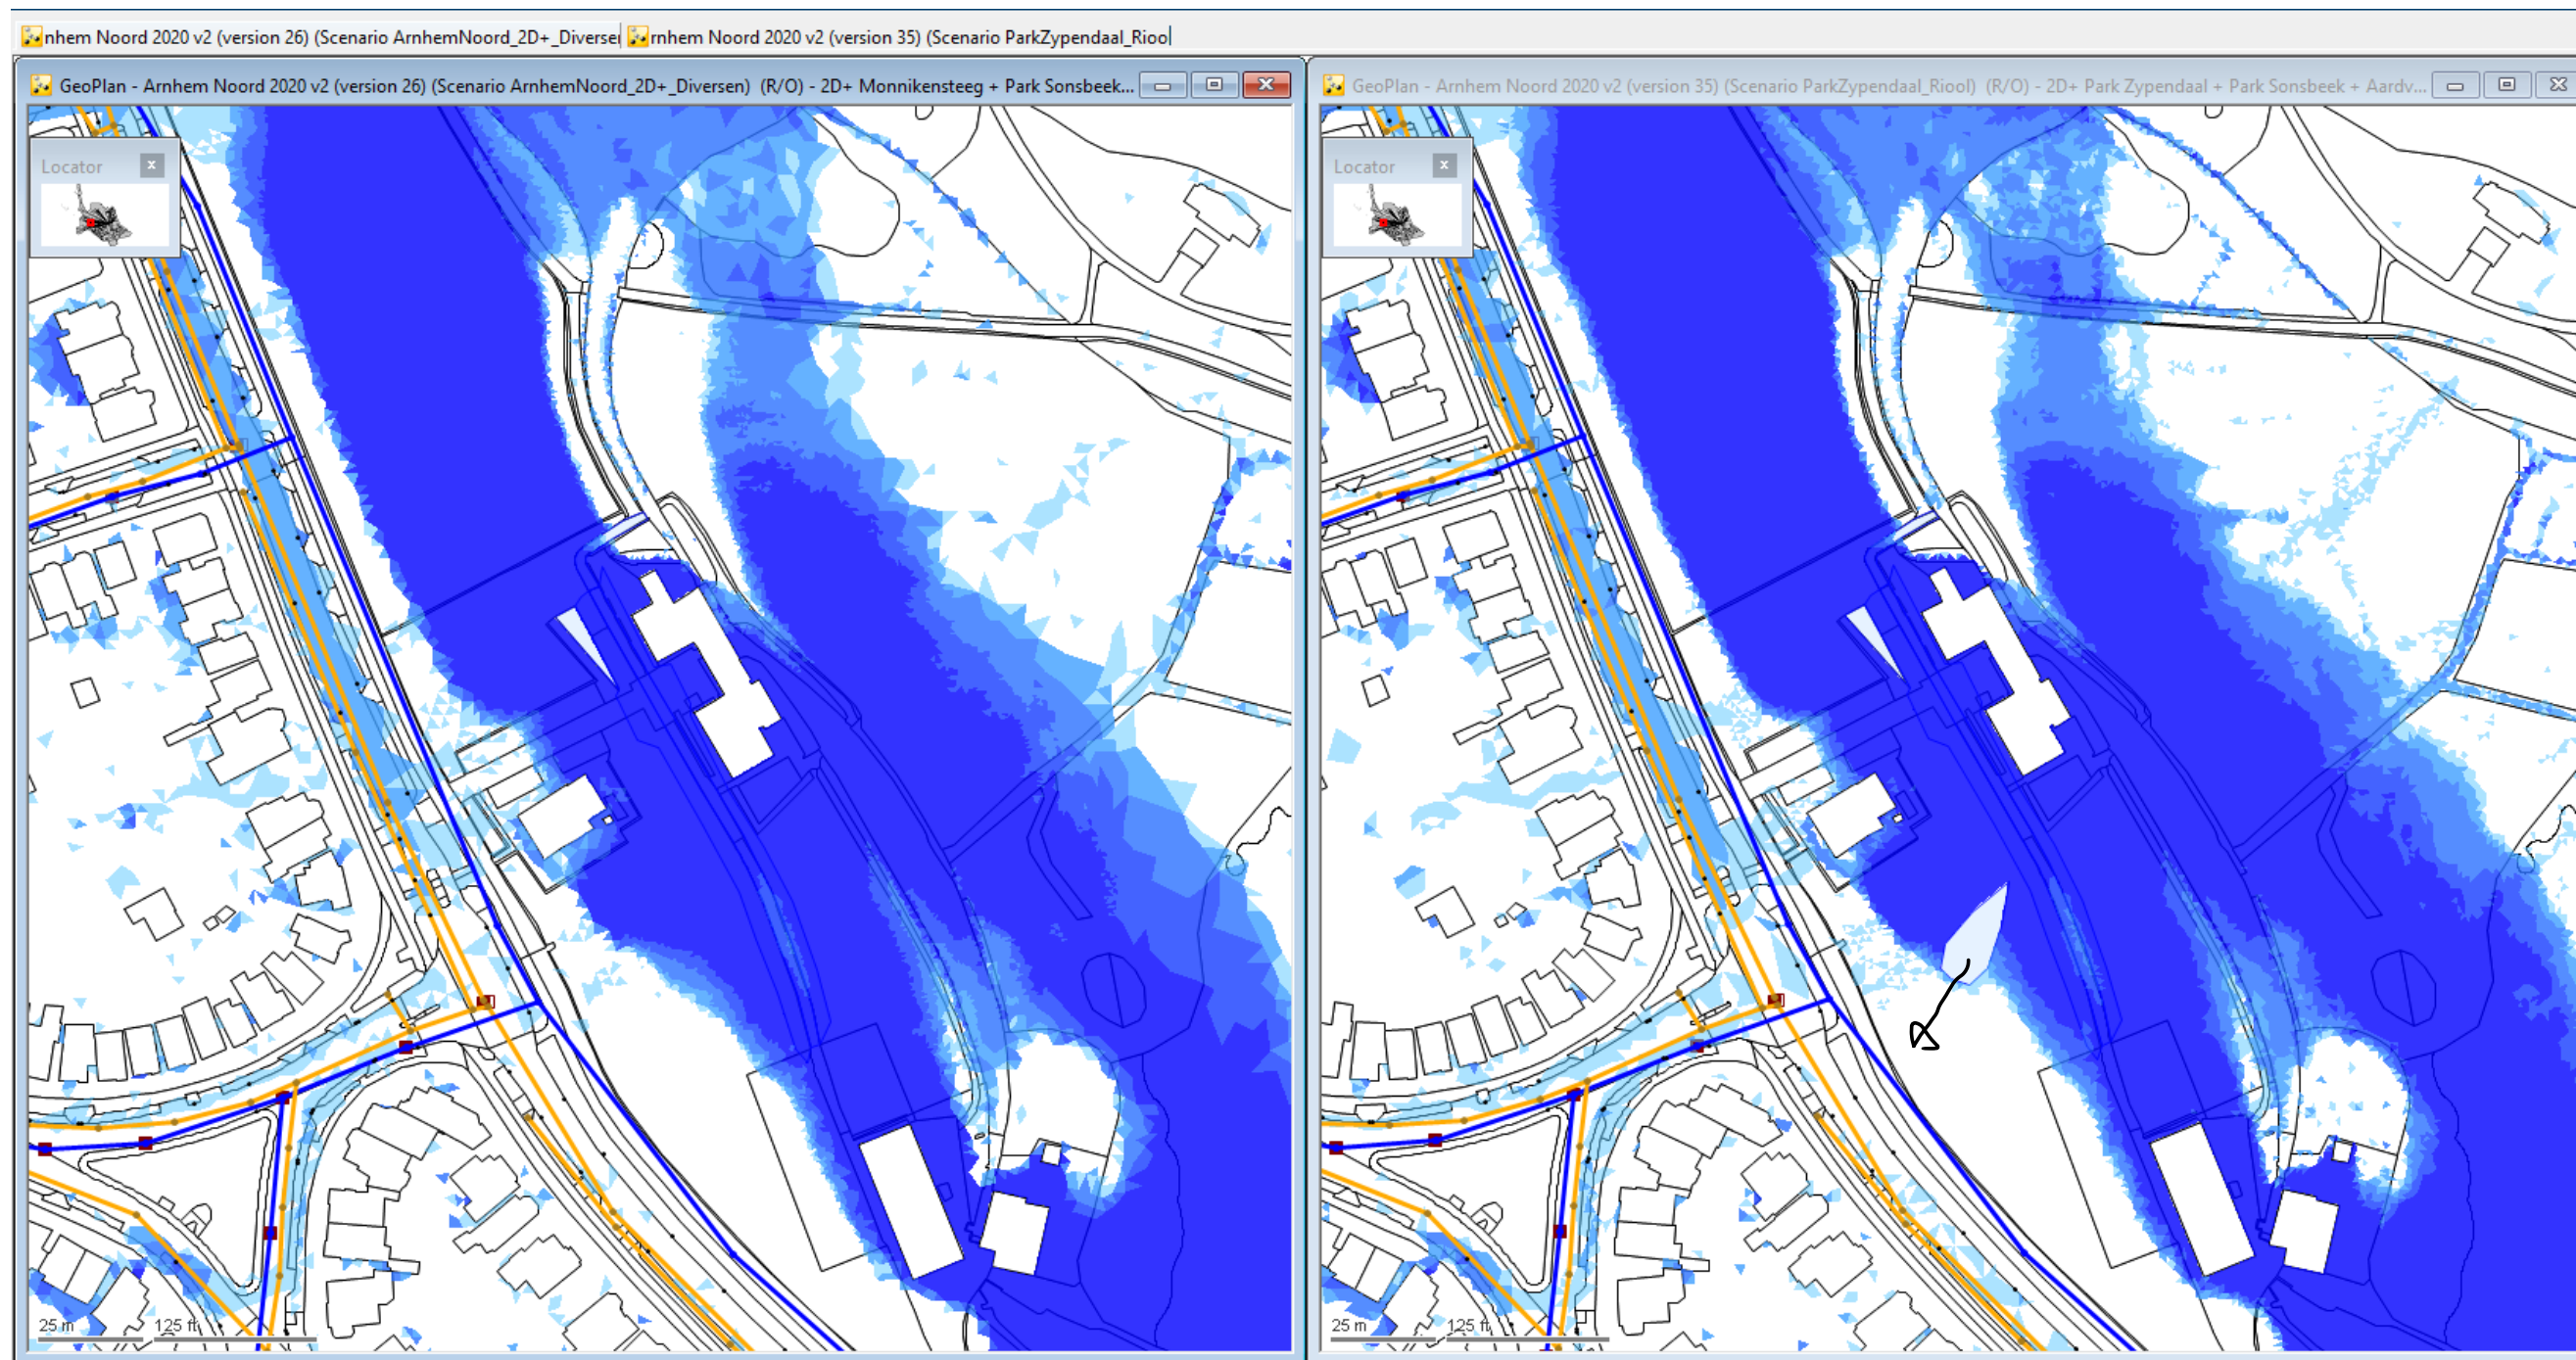 nhem Noord 2020 v2 (version 26) (Scenario ArnhemNoord_2D+_Diversen
rnhem Noord 2020 v2 (version 35) (Scenario ParkZypendaal_Riool
GeoPlan - Arnhem Noord 2020 v2 (version 26) (Scenario ArnhemNoord_2D+_Diversen) (R/O) - 2D+ Monnikensteeg + Park Sonsbeek...
GeoPlan - Arnhem Noord 2020 v2 (version 35) (Scenario ParkZypendaal_Riool) (R/O) - 2D+ Park Zypendaal + Park Sonsbeek + Aardv...
Locator
Locator
25 m 125 ft
25 m 125 ft